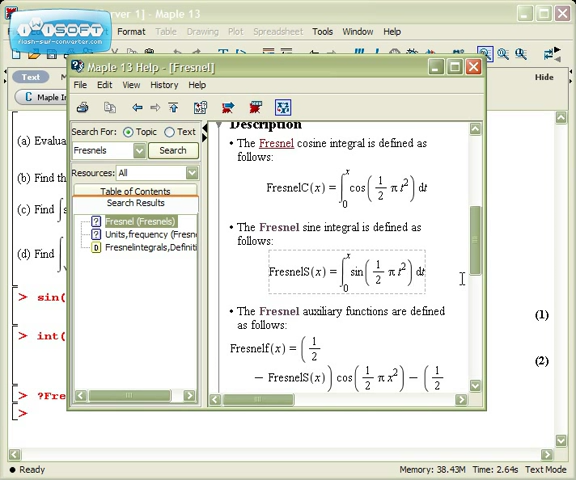 iWiSOFT
flash-swf-converter.com
erver 1] - Maple 13
Format Table Drawing Plot Spreadsheet Tools Window Help
Text
Hide
C Maple In
(a) Evalua
(b) Find th
(c) Find ∫
(d) Find ∫
> sin(
> int(
> ?Fre
>
(1)
(2)
Maple 13 Help - [Fresnel]
File Edit View History Help
Search For: Topic Text
Fresnels Search
Resources: All
Table of Contents
Search Results
Fresnel (Fresnels)
Units,frequency (Fresn
FresnelIntegrals,Definiti
Description
• The Fresnel cosine integral is defined as
follows:
FresnelC(x) = ∫₀ˣ cos(1/2 π t²) dt
• The Fresnel sine integral is defined as
follows:
FresnelS(x) = ∫₀ˣ sin(1/2 π t²) dt
• The Fresnel auxiliary functions are defined
as follows:
Fresnelf(x) = (1/2
− FresnelS(x)) cos(1/2 π x²) − (1/2
Ready
Memory: 38.43M Time: 2.64s Text Mode